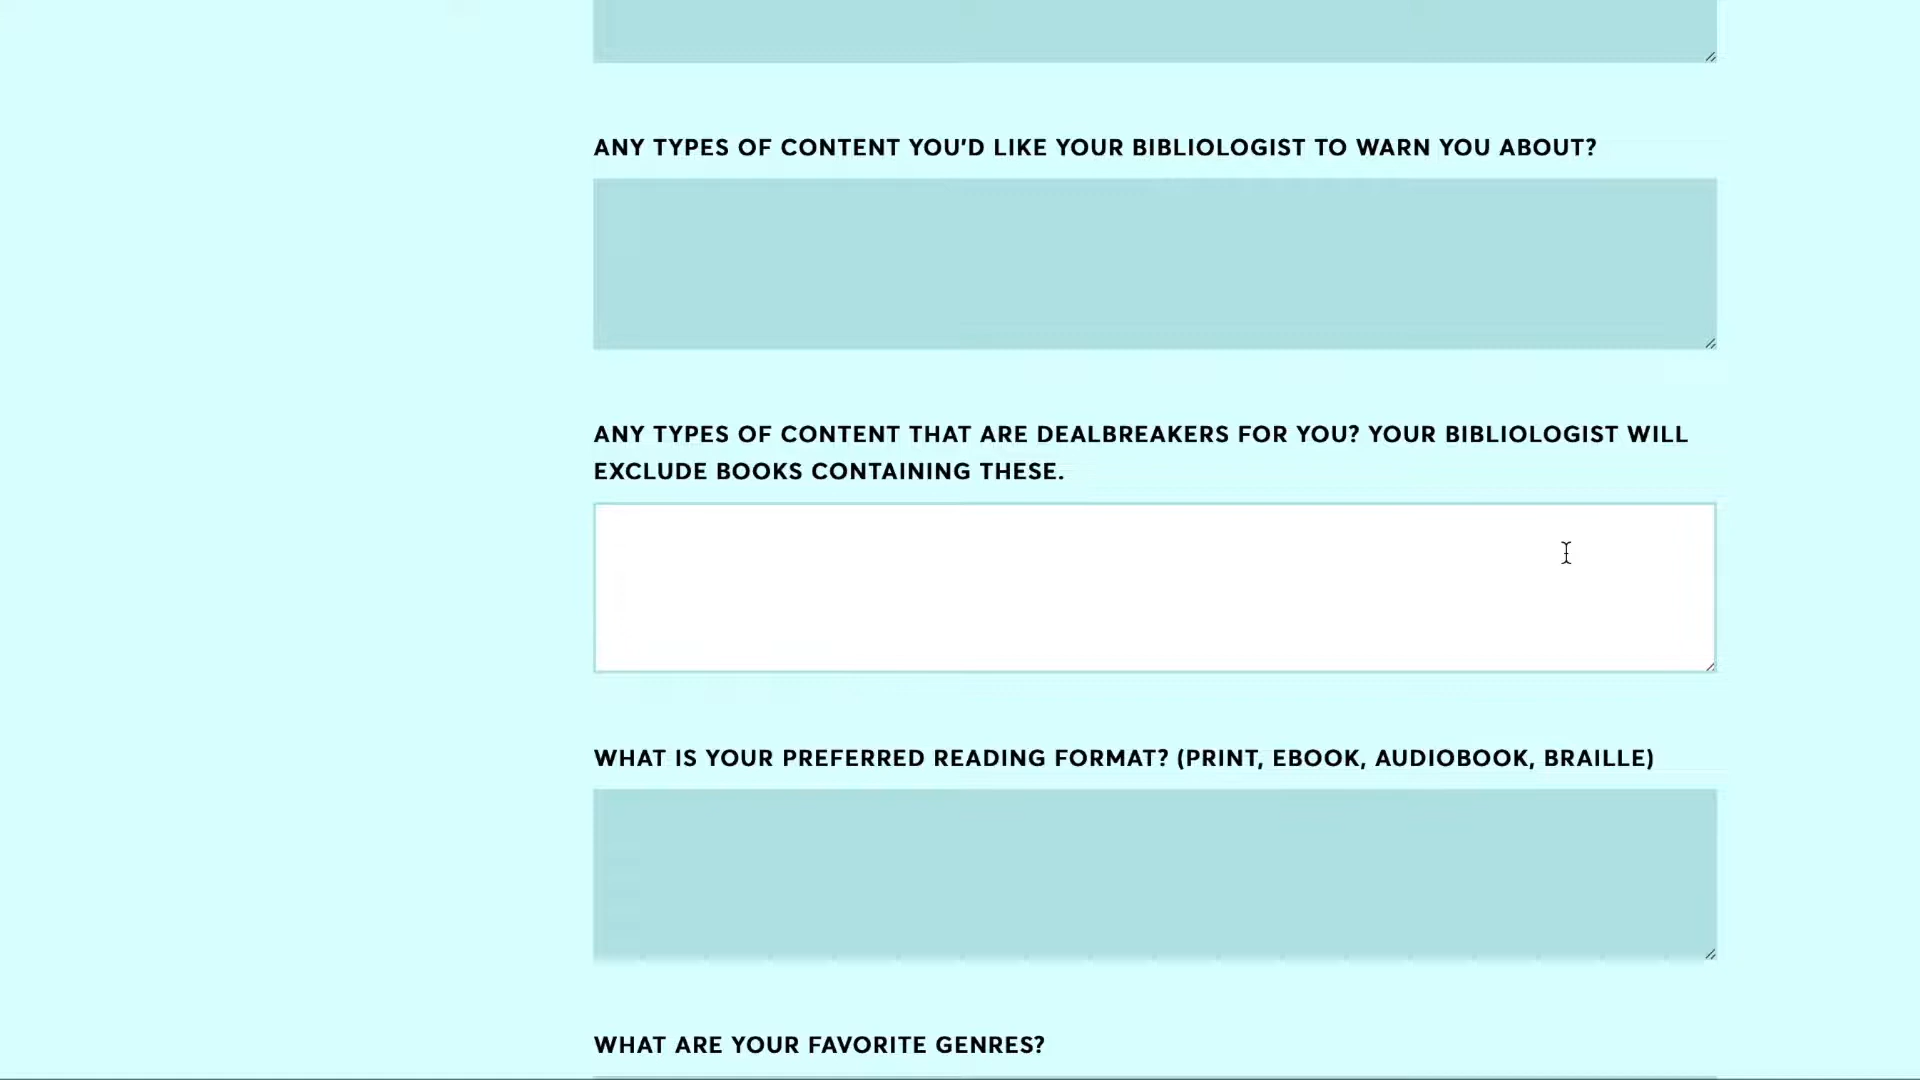 ANY TYPES OF CONTENT YOU'D LIKE YOUR BIBLIOLOGIST TO WARN YOU ABOUT?
ANY TYPES OF CONTENT THAT ARE DEALBREAKERS FOR YOU? YOUR BIBLIOLOGIST WILL
EXCLUDE BOOKS CONTAINING THESE.
WHAT IS YOUR PREFERRED READING FORMAT? (PRINT, EBOOK, AUDIOBOOK, BRAILLE)
WHAT ARE YOUR FAVORITE GENRES?